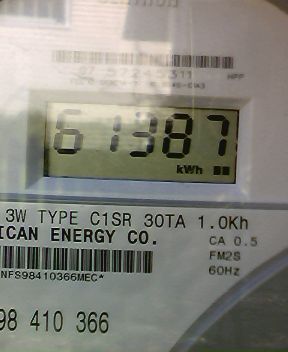 61387
kWh
3W TYPE C1SR 30TA 1.0Kh
ICAN ENERGY CO.
CA 0.5
FM2S
60Hz
NFS98410366MEC*
98 410 366